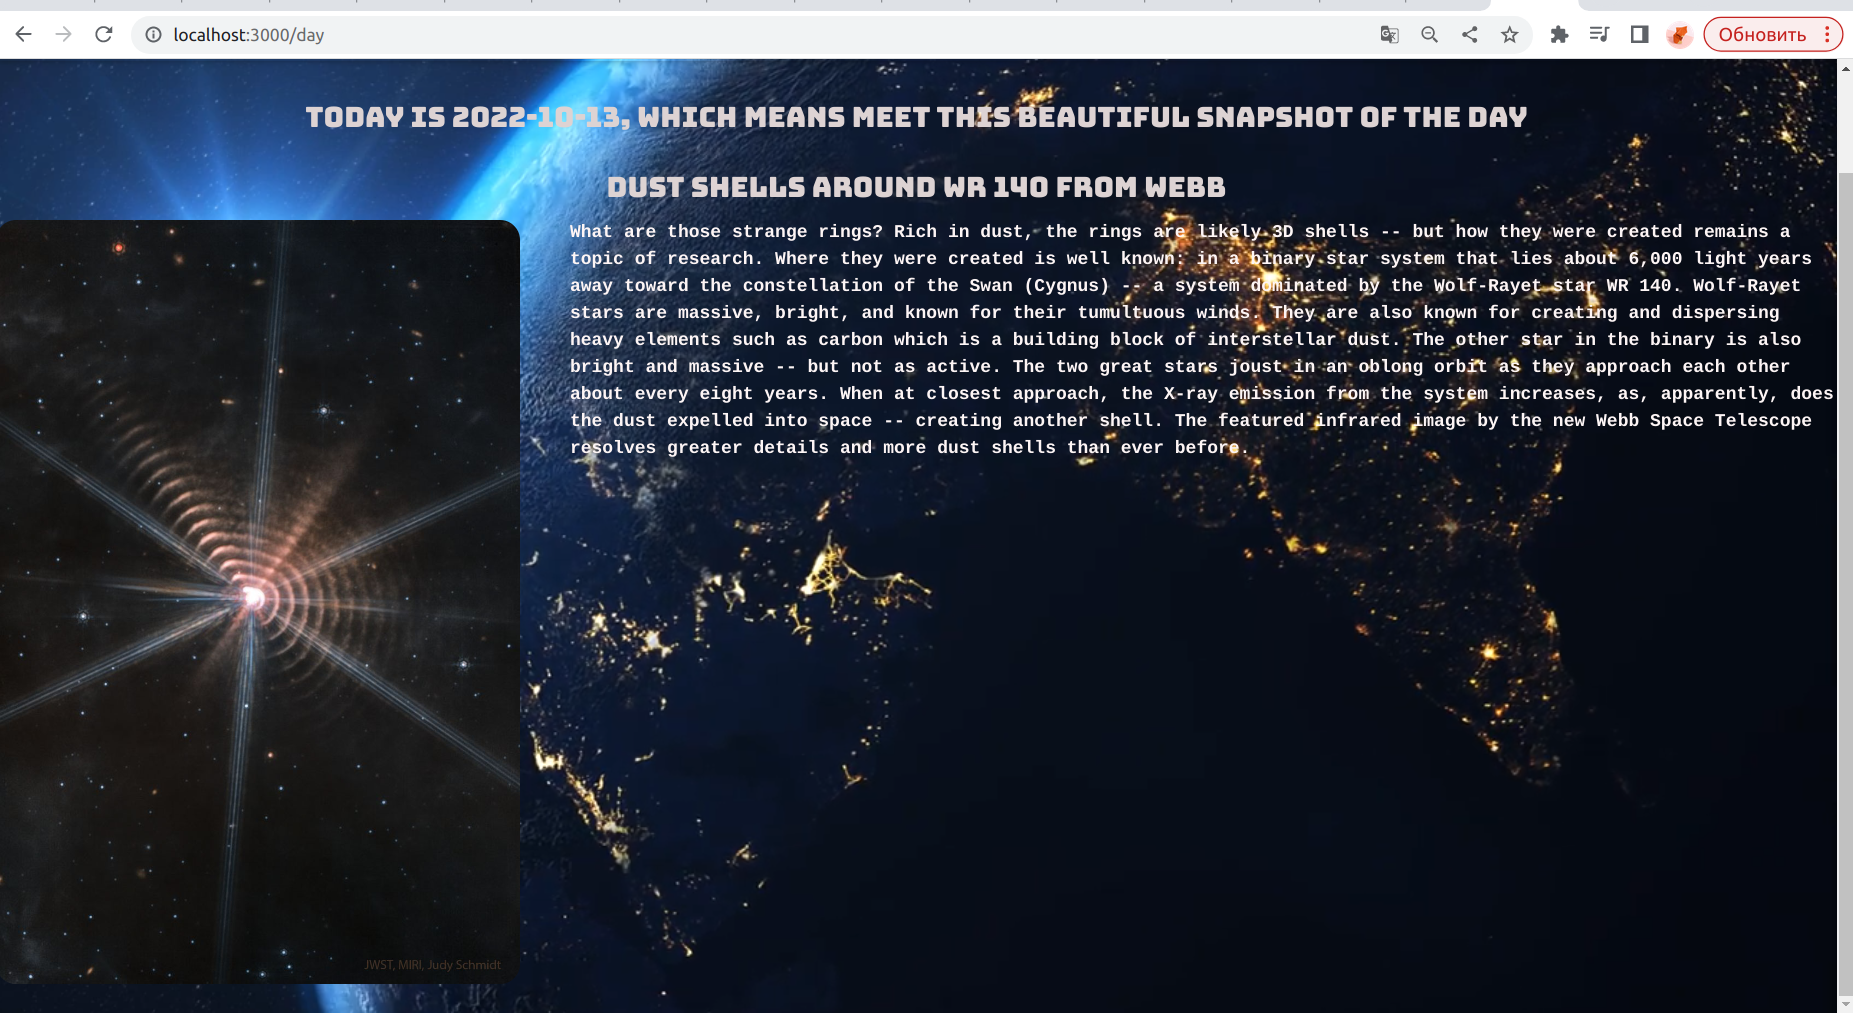 localhost:3000/day
Обновить
TODAY IS 2022-10-13, WHICH MEANS MEET THIS BEAUTIFUL SNAPSHOT OF THE DAY
DUST SHELLS AROUND WR 140 FROM WEBB
What are those strange rings? Rich in dust, the rings are likely 3D shells -- but how they were created remains a
topic of research. Where they were created is well known: in a binary star system that lies about 6,000 light years
away toward the constellation of the Swan (Cygnus) -- a system dominated by the Wolf-Rayet star WR 140. Wolf-Rayet
stars are massive, bright, and known for their tumultuous winds. They are also known for creating and dispersing
heavy elements such as carbon which is a building block of interstellar dust. The other star in the binary is also
bright and massive -- but not as active. The two great stars joust in an oblong orbit as they approach each other
about every eight years. When at closest approach, the X-ray emission from the system increases, as, apparently, does
the dust expelled into space -- creating another shell. The featured infrared image by the new Webb Space Telescope
resolves greater details and more dust shells than ever before.
JWST, MIRI, Judy Schmidt